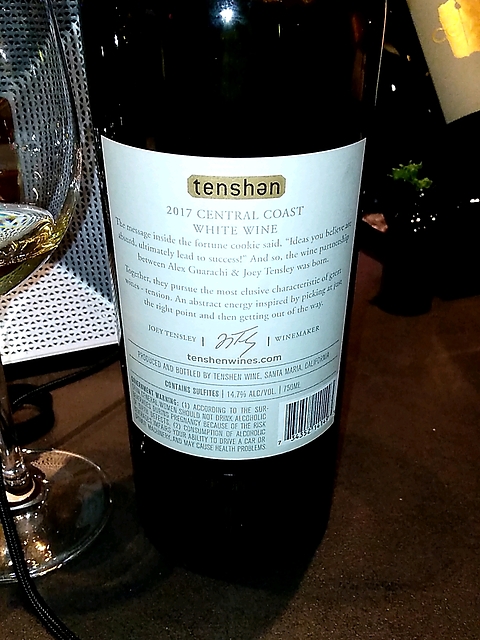 tenshən
2017 CENTRAL COAST
WHITE WINE
The message inside the fortune cookie said, "Ideas you believe are
absurd, ultimately lead to success!" And so, the wine partnership
between Alex Guarachi & Joey Tensley was born.
Together, they pursue the most elusive characteristic of great
wines - tension. An abstract energy inspired by picking at just
the right point and then getting out of the way.
JOEY TENSLEY | | WINEMAKER
tenshenwines.com
PRODUCED AND BOTTLED BY TENSHEN WINE, SANTA MARIA, CALIFORNIA
CONTAINS SULFITES | 14.7% ALC/VOL. | 750ML
GOVERNMENT WARNING: (1) ACCORDING TO THE SUR-
WOMEN SHOULD NOT DRINK ALCOHOLIC
DURING PREGNANCY BECAUSE OF THE RISK
(2) CONSUMPTION OF ALCOHOLIC
IMPAIRS YOUR ABILITY TO DRIVE A CAR OR
MACHINERY, AND MAY CAUSE HEALTH PROBLEMS